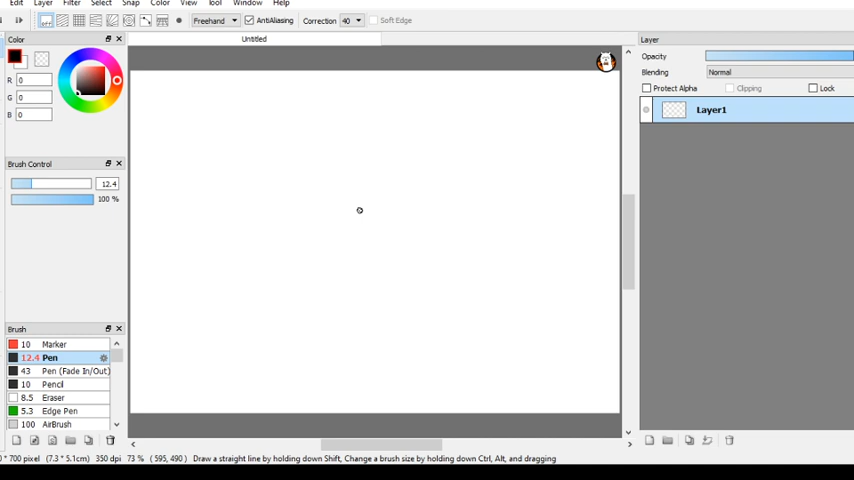 Edit Layer Filter Select Snap Color View Tool Window Help
off Freehand AntiAliasing Correction 40 Soft Edge
Color
Untitled
Layer
R 0
G 0
B 0
Opacity
Blending Normal
Protect Alpha Clipping Lock
Layer1
Brush Control
12.4
100 %
Brush
10 Marker
12.4 Pen
43 Pen (Fade In/Out)
10 Pencil
8.5 Eraser
5.3 Edge Pen
100 AirBrush
* 700 pixel (7.3 * 5.1cm) 350 dpi 73 % ( 595, 490 ) Draw a straight line by holding down Shift, Change a brush size by holding down Ctrl, Alt, and dragging